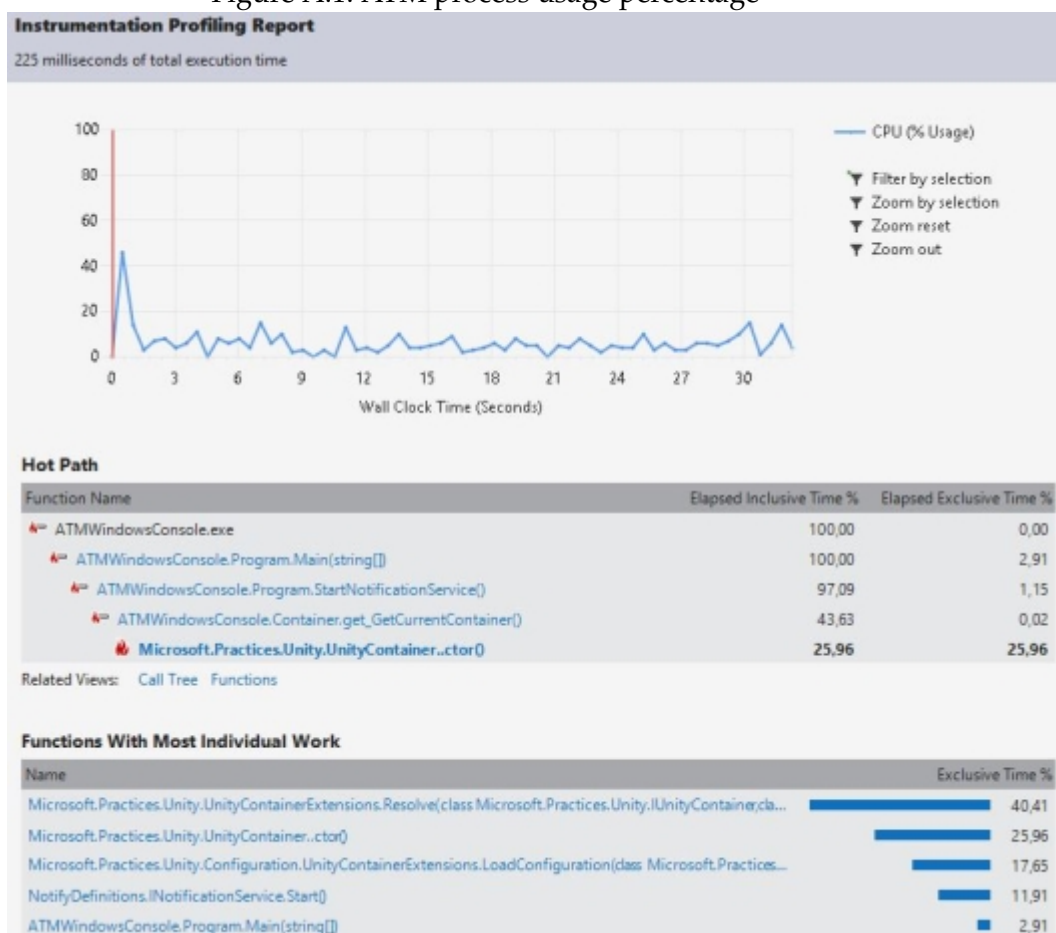 Figure A.1: ATM process usage percentage
Instrumentation Profiling Report
225 milliseconds of total execution time
100
80
60
40
20
0
0 3 6 9 12 15 18 21 24 27 30
Wall Clock Time (Seconds)
CPU (% Usage)
Filter by selection
Zoom by selection
Zoom reset
Zoom out
Hot Path
Function Name Elapsed Inclusive Time % Elapsed Exclusive Time %
ATMWindowsConsole.exe 100,00 0,00
ATMWindowsConsole.Program.Main(string[]) 100,00 2,91
ATMWindowsConsole.Program.StartNotificationService() 97,09 1,15
ATMWindowsConsole.Container.get_GetCurrentContainer() 43,63 0,02
Microsoft.Practices.Unity.UnityContainer..ctor() 25,96 25,96
Related Views: Call Tree Functions
Functions With Most Individual Work
Name Exclusive Time %
Microsoft.Practices.Unity.UnityContainerExtensions.Resolve(class Microsoft.Practices.Unity.IUnityContainer,cla... 40,41
Microsoft.Practices.Unity.UnityContainer..ctor() 25,96
Microsoft.Practices.Unity.Configuration.UnityContainerExtensions.LoadConfiguration(class Microsoft.Practices... 17,65
NotifyDefinitions.INotificationService.Start() 11,91
ATMWindowsConsole.Program.Main(string[]) 2,91